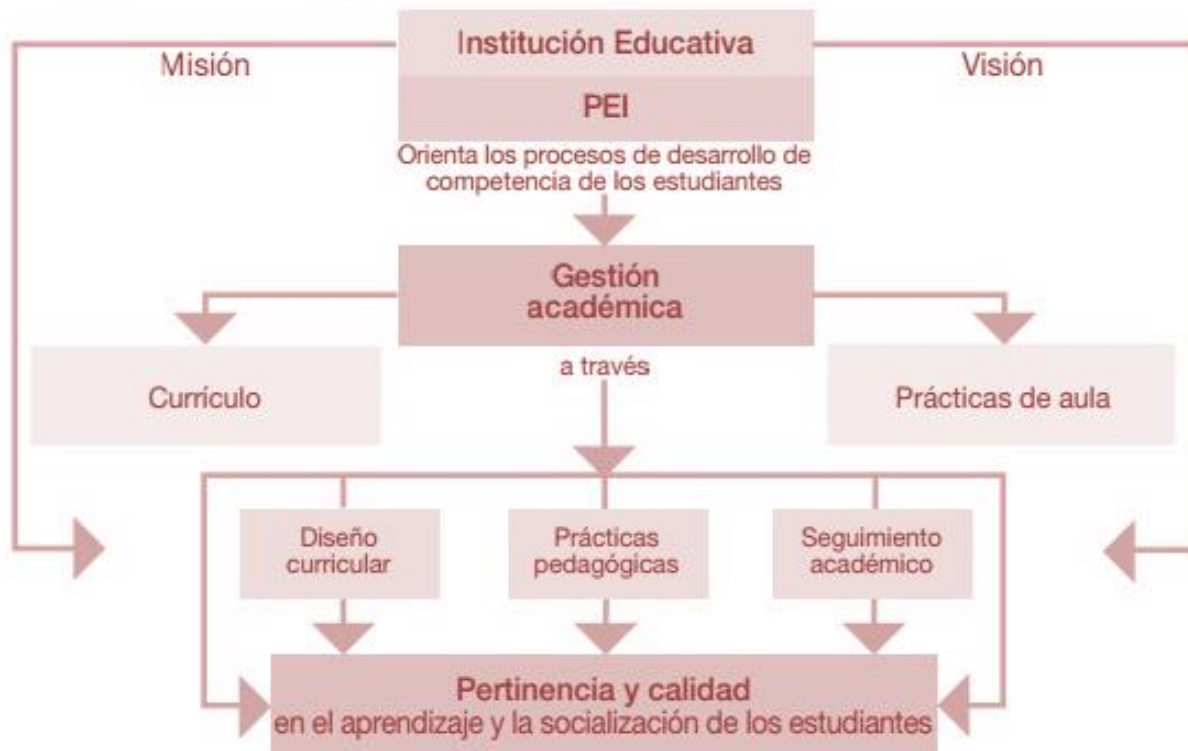 Institución Educativa
Misión
Visión
PEI
Orienta los procesos de desarrollo de
competencia de los estudiantes
Gestión
académica
a través
Currículo
Prácticas de aula
Diseño
curricular
Prácticas
pedagógicas
Seguimiento
académico
Pertinencia y calidad
en el aprendizaje y la socialización de los estudiantes